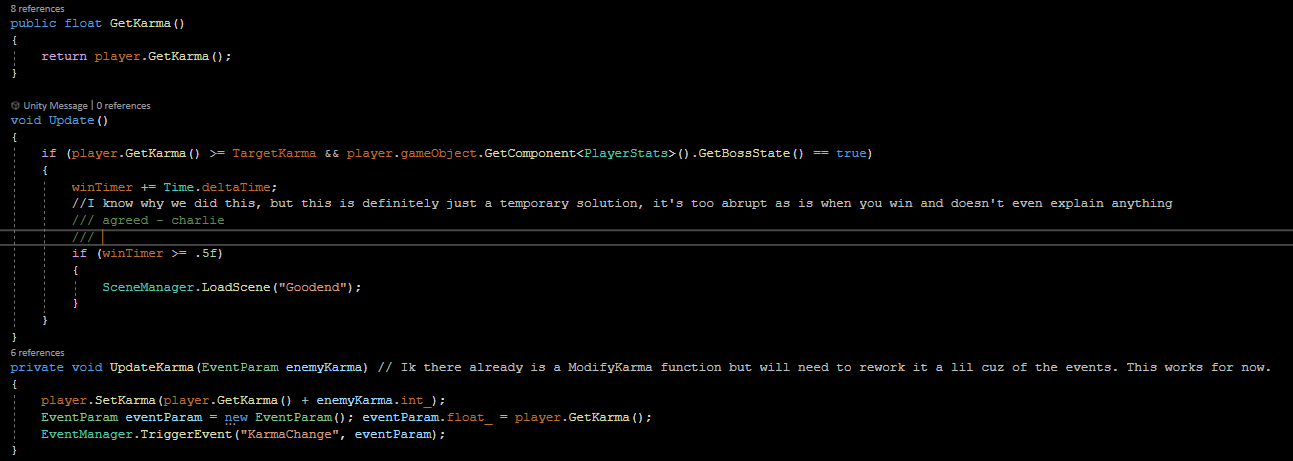 8 references
public float GetKarma()
{
return player.GetKarma();
}
Unity Message | 0 references
void Update()
{
if (player.GetKarma() >= TargetKarma && player.gameObject.GetComponent<PlayerStats>().GetBossState() == true)
{
winTimer += Time.deltaTime;
//I know why we did this, but this is definitely just a temporary solution, it's too abrupt as is when you win and doesn't even explain anything
/// agreed - charlie
///
if (winTimer >= .5f)
{
SceneManager.LoadScene("Goodend");
}
}
}
6 references
private void UpdateKarma(EventParam enemyKarma) // Ik there already is a ModifyKarma function but will need to rework it a lil cuz of the events. This works for now.
{
player.SetKarma(player.GetKarma() + enemyKarma.int_);
EventParam eventParam = new EventParam(); eventParam.float_ = player.GetKarma();
EventManager.TriggerEvent("KarmaChange", eventParam);
}